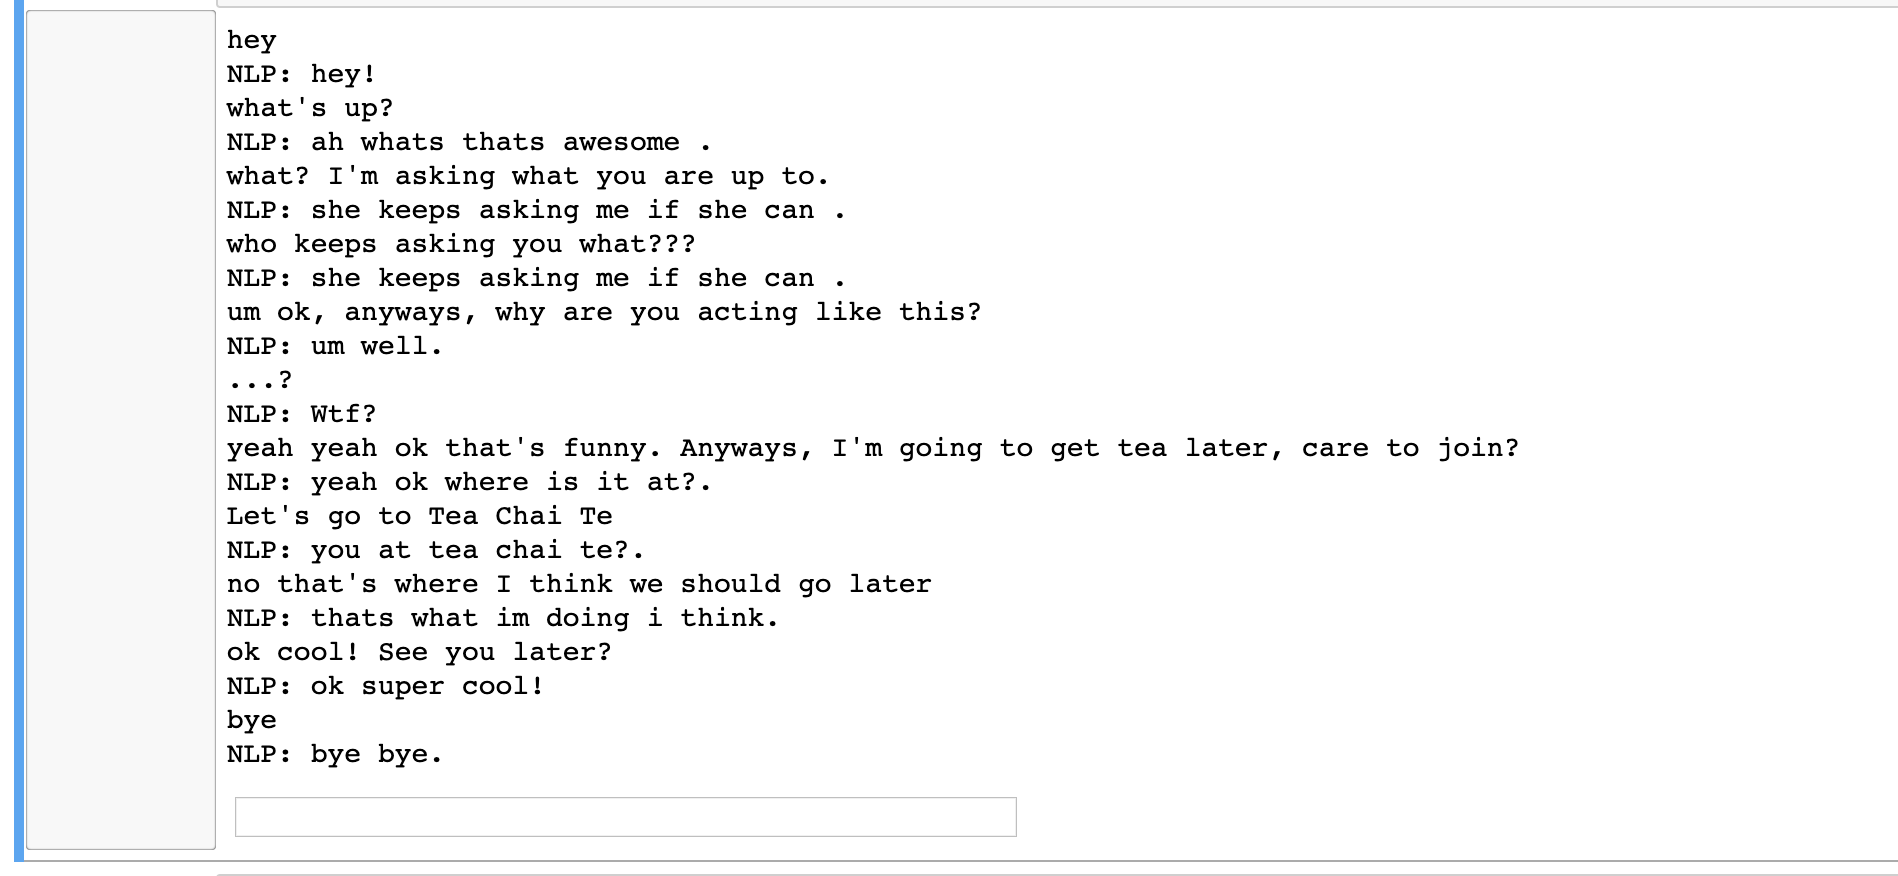 hey
NLP: hey!
what's up?
NLP: ah whats thats awesome .
what? I'm asking what you are up to.
NLP: she keeps asking me if she can .
who keeps asking you what???
NLP: she keeps asking me if she can .
um ok, anyways, why are you acting like this?
NLP: um well.
...?
NLP: Wtf?
yeah yeah ok that's funny. Anyways, I'm going to get tea later, care to join?
NLP: yeah ok where is it at?.
Let's go to Tea Chai Te
NLP: you at tea chai te?.
no that's where I think we should go later
NLP: thats what im doing i think.
ok cool! See you later?
NLP: ok super cool!
bye
NLP: bye bye.